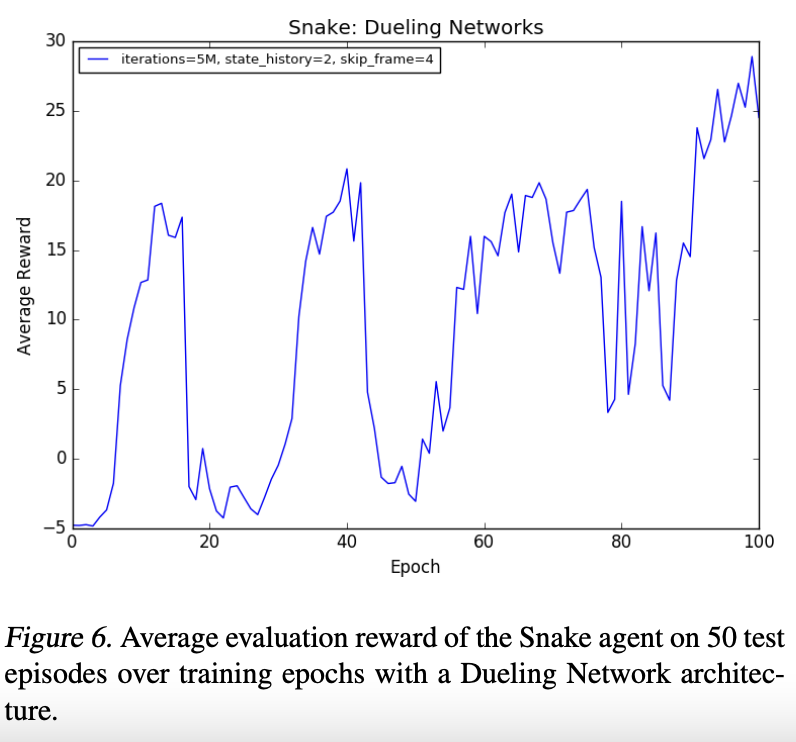 Snake: Dueling Networks
30
iterations=5M, state_history=2, skip_frame=4
25
20
15
10
5
0
−5
Average Reward
0 20 40 60 80 100
Epoch
Figure 6. Average evaluation reward of the Snake agent on 50 test
episodes over training epochs with a Dueling Network architec-
ture.